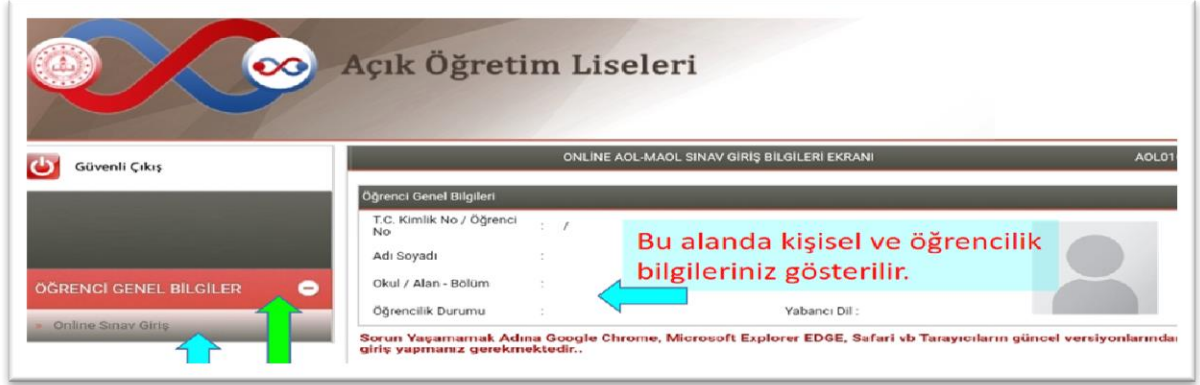 Açık Öğretim Liseleri
Güvenli Çıkış
ONLİNE AOL-MAOL SINAV GİRİŞ BİLGİLERİ EKRANI
Öğrenci Genel Bilgileri
T.C. Kimlik No / Öğrenci
No : /
Adı Soyadı :
Okul / Alan - Bölüm :
Öğrencilik Durumu :
Yabancı Dil :
Bu alanda kişisel ve öğrencilik
bilgileriniz gösterilir.
ÖĞRENCİ GENEL BİLGİLER
Online Sınav Giriş
Sorun Yaşamamak Adına Google Chrome, Microsoft Explorer EDGE, Safari vb Tarayıcıların güncel versiyonlarından
giriş yapmanız gerekmektedir..